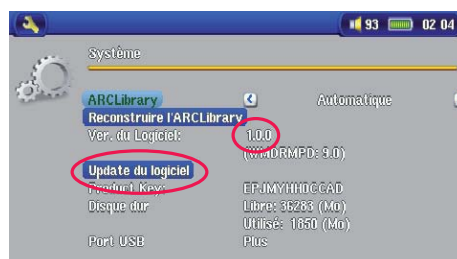 93 02 04
Système
ARCLibrary Automatique
Reconstruire l'ARCLibrary
Ver. du Logiciel: 1.0.0
(WMDRMPD: 9.0)
Update du logiciel
Product Key: EPJMYHH0CCAD
Disque dur Libre: 36283 (Mo)
Utilisé: 1850 (Mo)
Port USB Plus